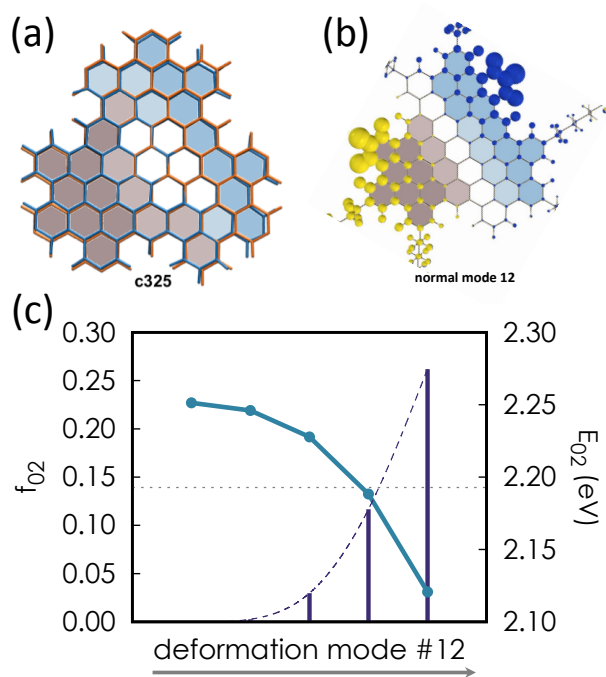 (a)
(b)
c325
normal mode 12
(c)
0.30
0.25
0.20
0.15
0.10
0.05
0.00
f02
2.30
2.25
2.20
2.15
2.10
E02 (eV)
deformation mode #12